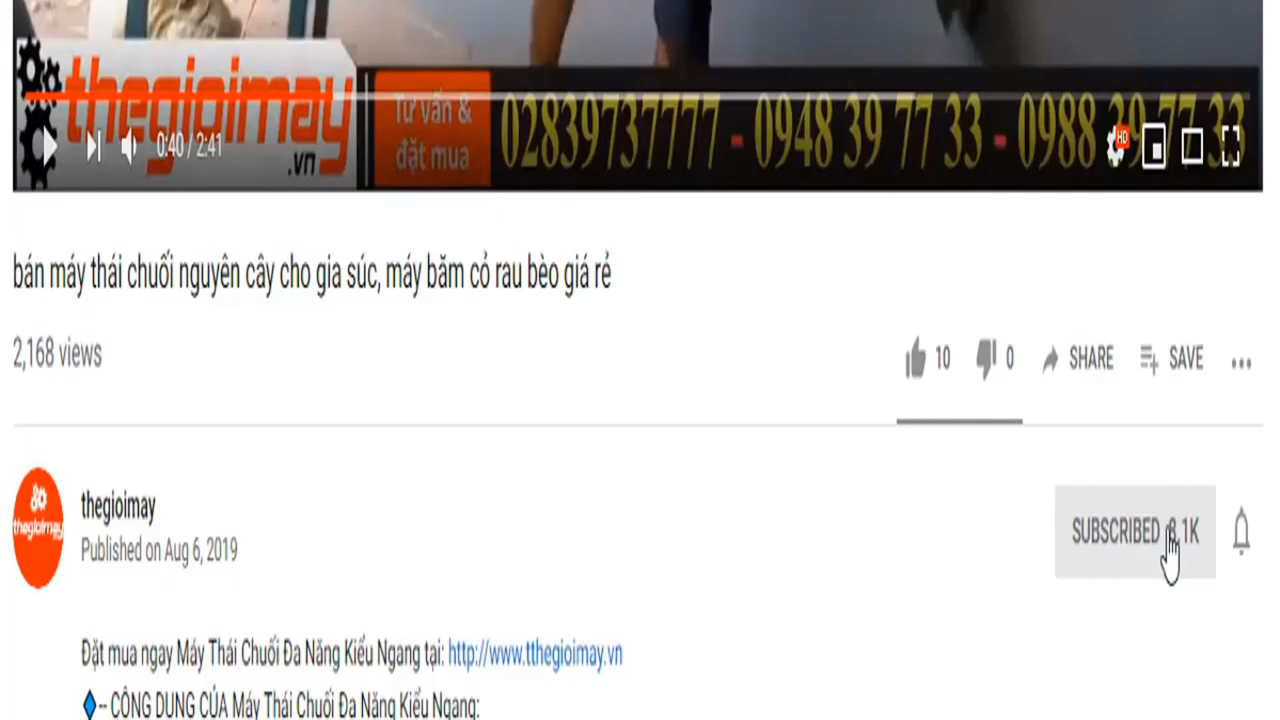 thegioimay
.vn
Tư vấn &
đặt mua
02839737777 - 0948 39 77 33 - 0988 39 77 33
0:40 / 2:41
HD
bán máy thái chuối nguyên cây cho gia súc, máy băm cỏ rau bèo giá rẻ
2,168 views
10 0 SHARE SAVE
thegioimay
thegioimay
Published on Aug 6, 2019
SUBSCRIBED
Đặt mua ngay Máy Thái Chuối Đa Năng Kiểu Ngang tại: http://www.tthegioimay.vn
-- CÔNG DỤNG CỦA Máy Thái Chuối Đa Năng Kiểu Ngang: